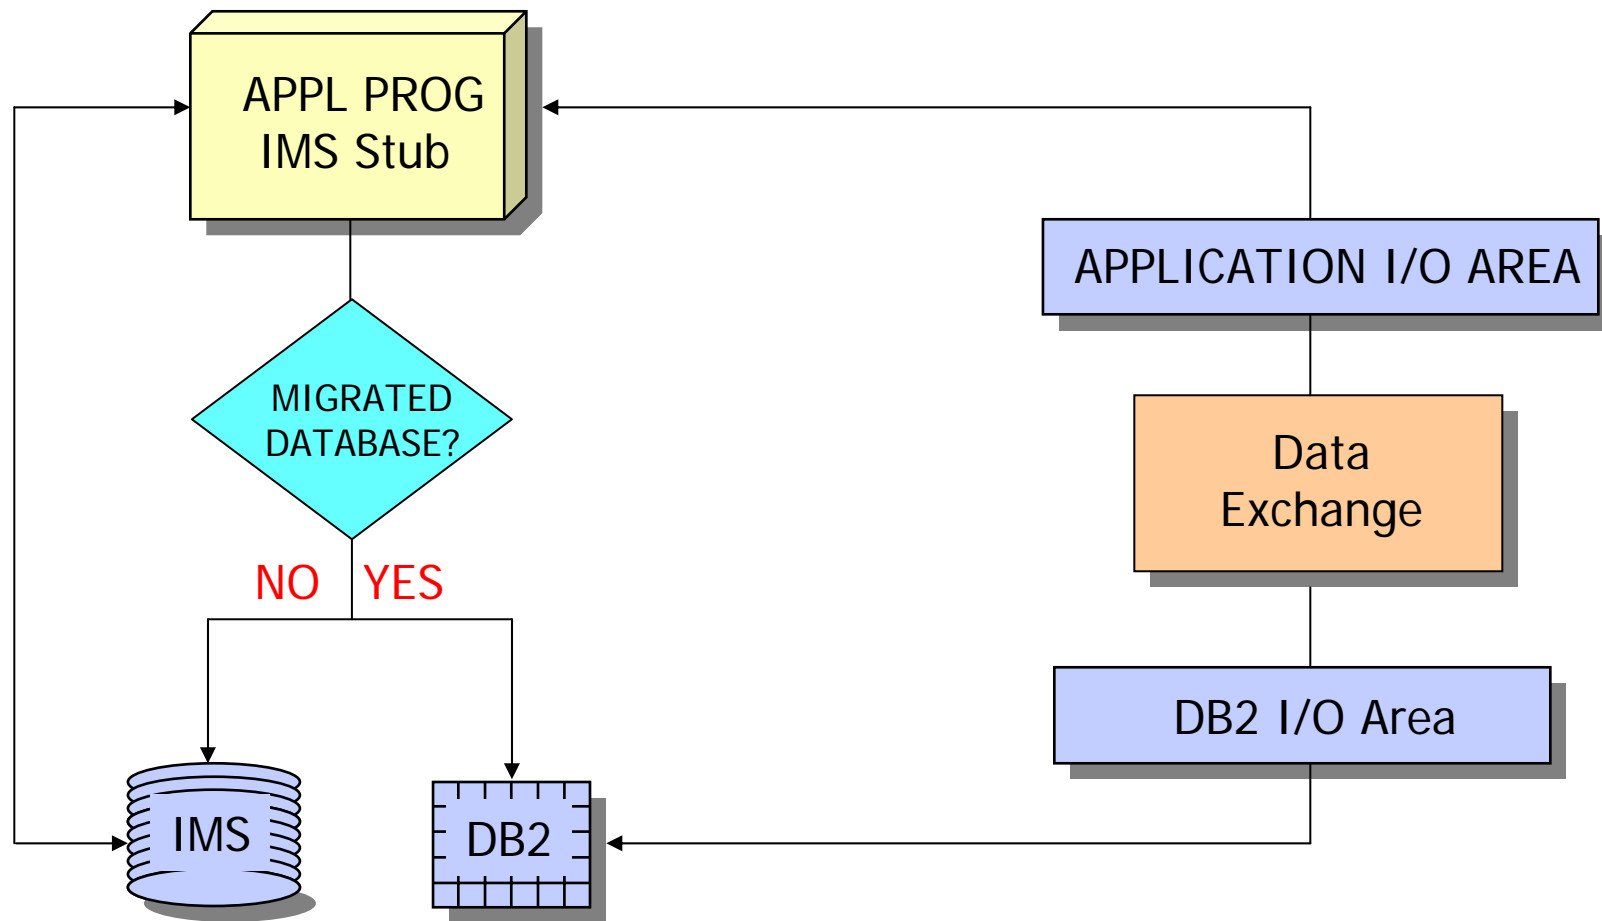 APPL PROG
IMS Stub
APPLICATION I/O AREA
MIGRATED
DATABASE?
Data
Exchange
NO YES
DB2 I/O Area
IMS
DB2